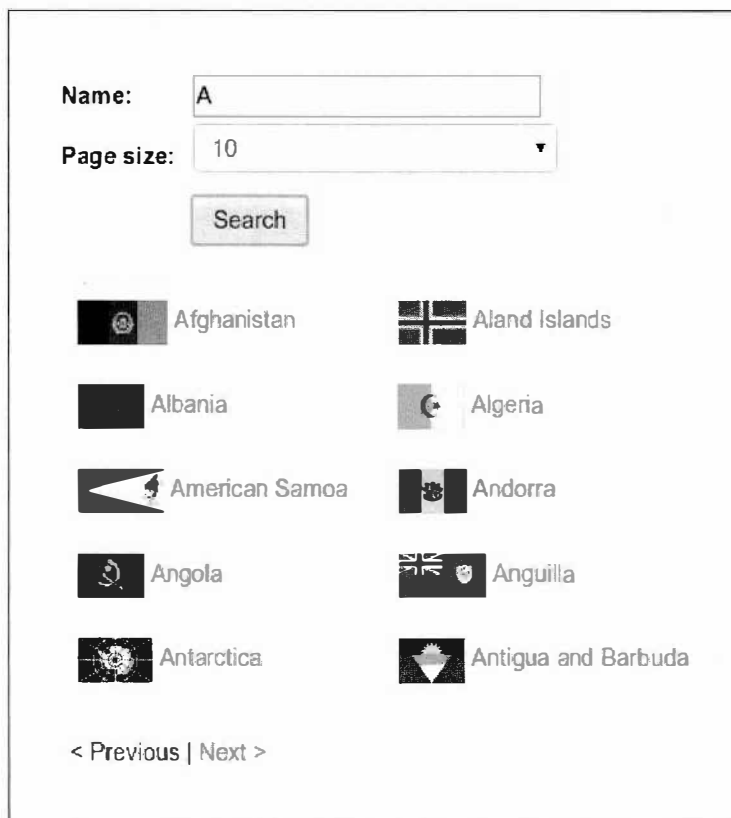 Name: A
Page size: 10
Search
Afghanistan Aland Islands
Albania Algeria
American Samoa Andorra
Angola Anguilla
Antarctica Antigua and Barbuda
< Previous | Next >